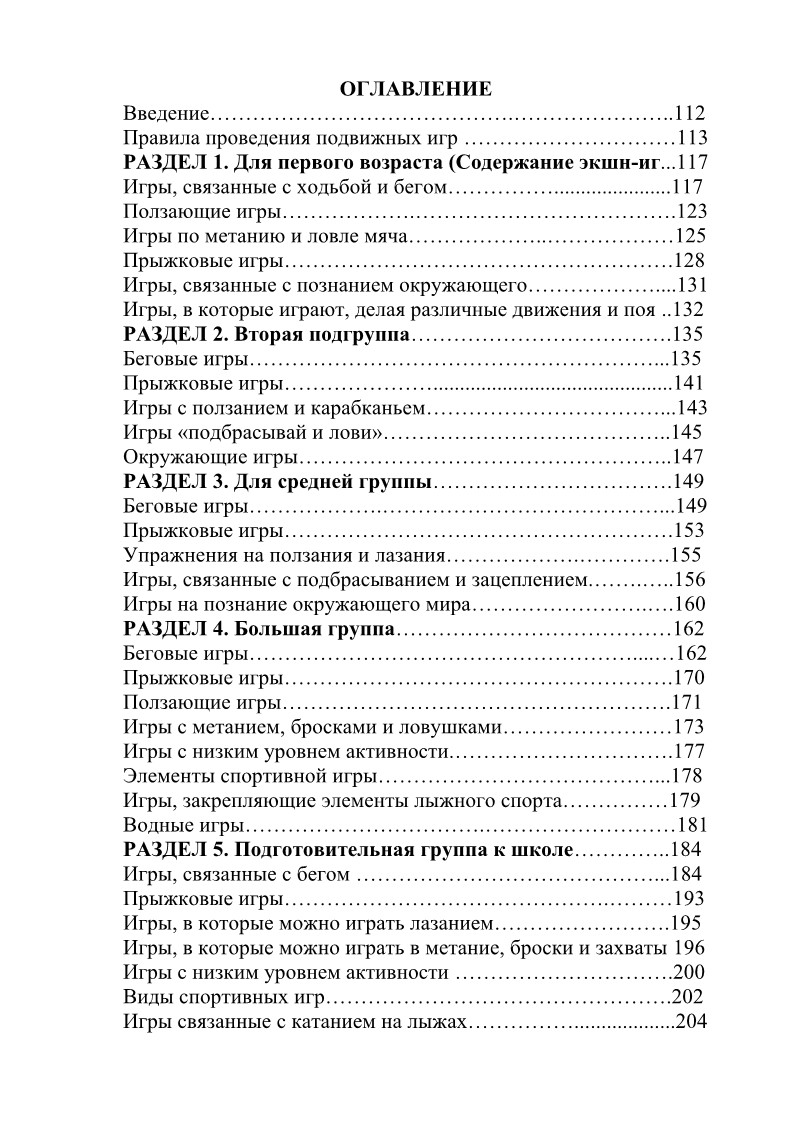 ОГЛАВЛЕНИЕ
Введение…………………………………….………………….112
Правила проведения подвижных игр …………………………113
РАЗДЕЛ 1. Для первого возраста (Содержание экшн-иг...117
Игры, связанные с ходьбой и бегом……………......................117
Ползающие игры……………………….……………………….123
Игры по метанию и ловле мяча………………..………………125
Прыжковые игры……………………………………………….128
Игры, связанные с познанием окружающего………………....131
Игры, в которые играют, делая различные движения и поя ..132
РАЗДЕЛ 2. Вторая подгруппа……………………………….135
Беговые игры…………………………………………………...135
Прыжковые игры…………………............................................141
Игры с ползанием и карабканьем……………………………...143
Игры «подбрасывай и лови»…………………………………..145
Окружающие игры……………………………………………..147
РАЗДЕЛ 3. Для средней группы……………………………149
Беговые игры…………….……………………………………...149
Прыжковые игры……………………………………………….153
Упражнения на ползания и лазания……………….………….155
Игры, связанные с подбрасыванием и зацеплением…….…..156
Игры на познание окружающего мира…………………….….160
РАЗДЕЛ 4. Большая группа…………………………………162
Беговые игры………………………………………………....…162
Прыжковые игры……………………………………………….170
Ползающие игры……………………………………………….171
Игры с метанием, бросками и ловушками……………………173
Игры с низким уровнем активности.………………………….177
Элементы спортивной игры…………………………………...178
Игры, закрепляющие элементы лыжного спорта……………179
Водные игры……………………………….……………………181
РАЗДЕЛ 5. Подготовительная группа к школе…………..184
Игры, связанные с бегом ……………………………………...184
Прыжковые игры……………………………………….……….193
Игры, в которые можно играть лазанием…………………….195
Игры, в которые можно играть в метание, броски и захваты 196
Игры с низким уровнем активности ………………………….200
Виды спортивных игр………………………………………….202
Игры связанные с катанием на лыжах……………...................204